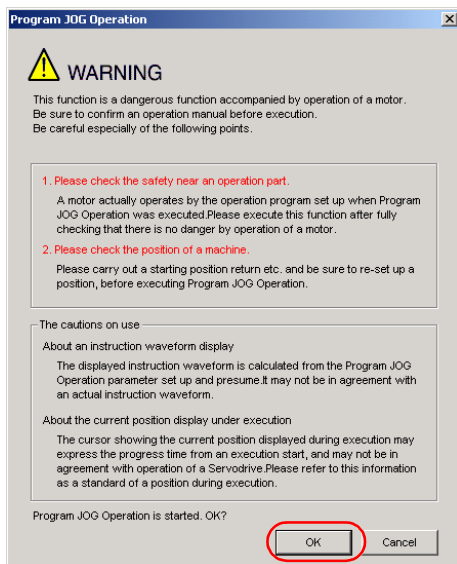 Program JOG Operation
WARNING
This function is a dangerous function accompanied by operation of a motor.
Be sure to confirm an operation manual before execution.
Be careful especially of the following points.
1. Please check the safety near an operation part.
A motor actually operates by the operation program set up when Program
JOG Operation was executed.Please execute this function after fully
checking that there is no danger by operation of a motor.
2. Please check the position of a machine.
Please carry out a starting position return etc. and be sure to re-set up a
position, before executing Program JOG Operation.
The cautions on use
About an instruction waveform display
The displayed instruction waveform is calculated from the Program JOG
Operation parameter set up and presume.It may not be in agreement with
an actual instruction waveform.
About the current position display under execution
The cursor showing the current position displayed during execution may
express the progress time from an execution start, and may not be in
agreement with operation of a Servodrive.Please refer to this information
as a standard of a position during execution.
Program JOG Operation is started. OK?
OK Cancel